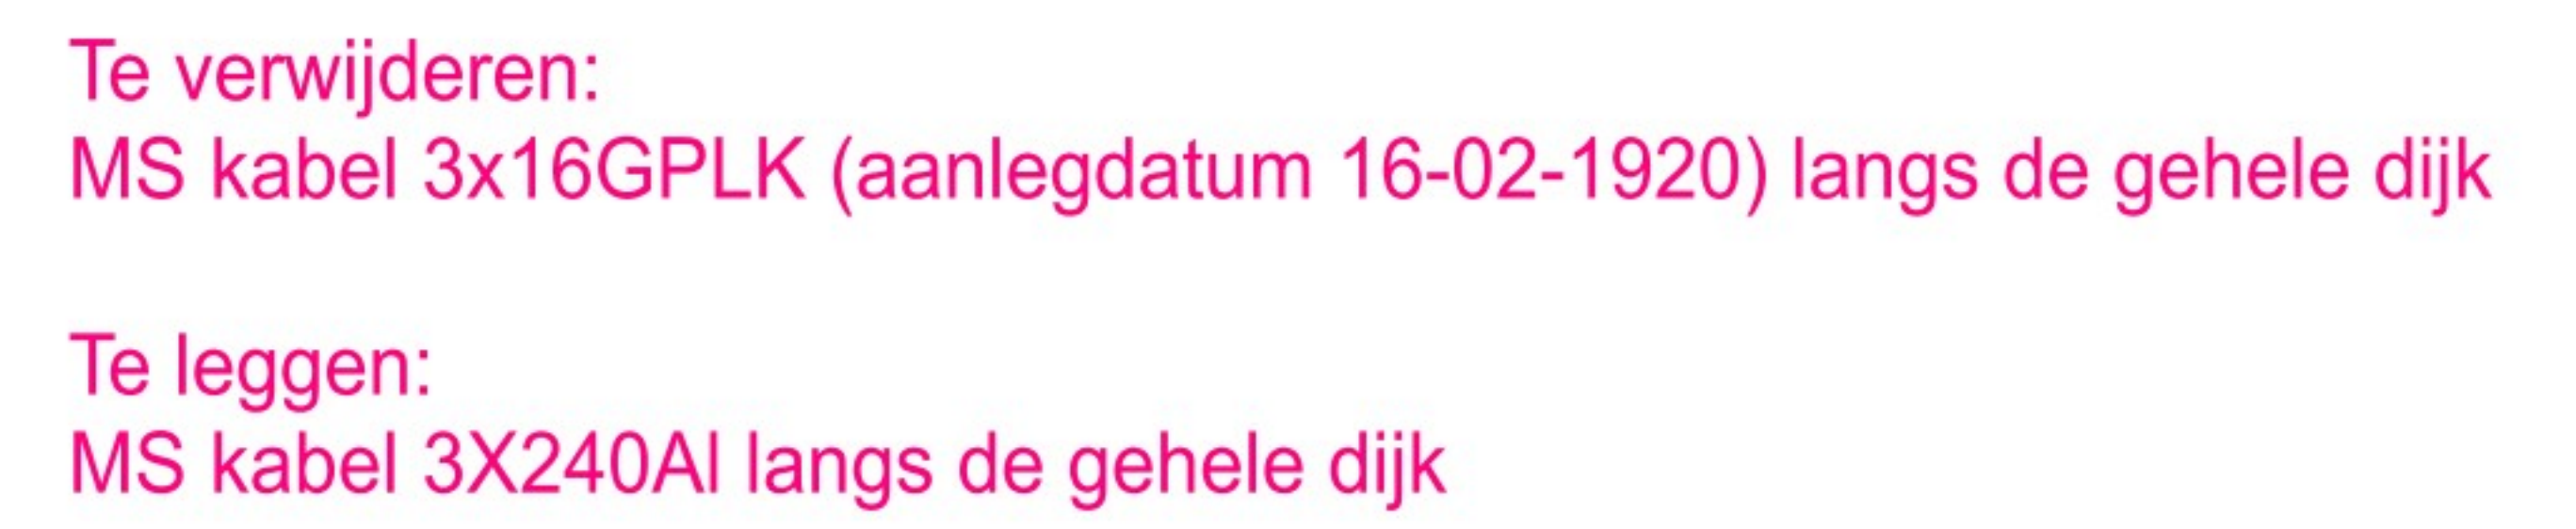 Te verwijderen:
MS kabel 3x16GPLK (aanlegdatum 16-02-1920) langs de gehele dijk
Te leggen:
MS kabel 3X240Al langs de gehele dijk